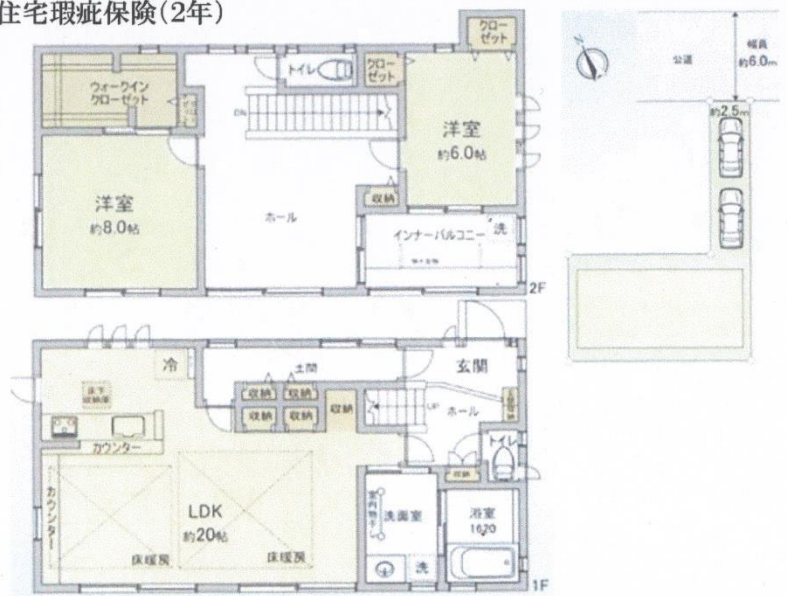 住宅瑕疵保険(2年)
クロー
ゼット
トイレ
クロー
ゼット
ウォークイン
クローゼット
DN
洋室
約6.0帖
洋室
約8.0帖
ホール
収納
インナーバルコニー
洗
2F
N
公道
幅員
約6.0m
約2.5m
冷
土間
玄関
床下
収納庫
収納
収納
収納
収納
収納
UP
ホール
トイレ
カウンター
収納
カウンター
LDK
約20帖
床暖房
床暖房
室内物干し
洗面室
洗
浴室
1620
1F